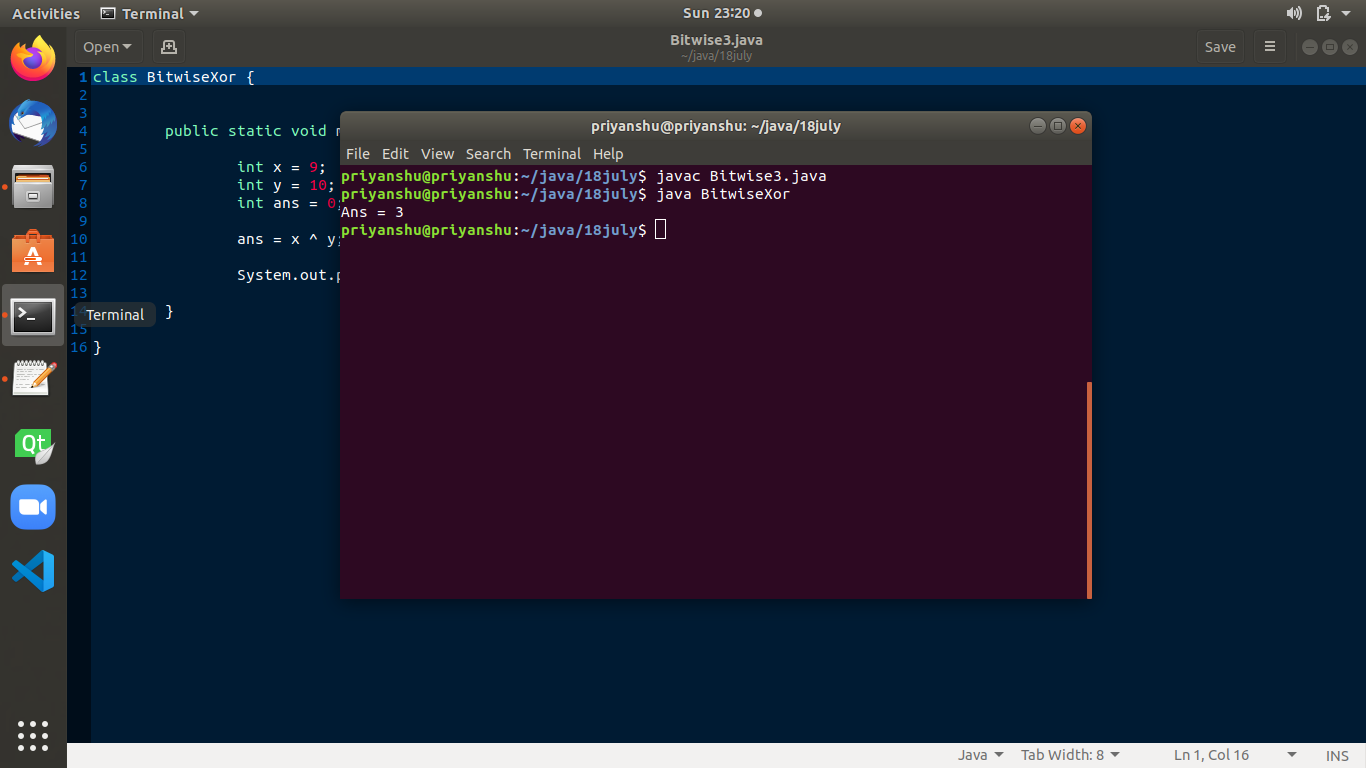 Activities Terminal Sun 23:20
Open Bitwise3.java Save
~/java/18july
1 class BitwiseXor {
2
3
4 public static void
5
6 int x = 9;
7 int y = 10;
8 int ans = 0;
9
10 ans = x ^ y;
11
12 System.out.
13
14 }
15
16 }
Terminal
priyanshu@priyanshu: ~/java/18july
File Edit View Search Terminal Help
priyanshu@priyanshu:~/java/18july$ javac Bitwise3.java
priyanshu@priyanshu:~/java/18july$ java BitwiseXor
Ans = 3
priyanshu@priyanshu:~/java/18july$
Qt
Java Tab Width: 8 Ln 1, Col 16 INS